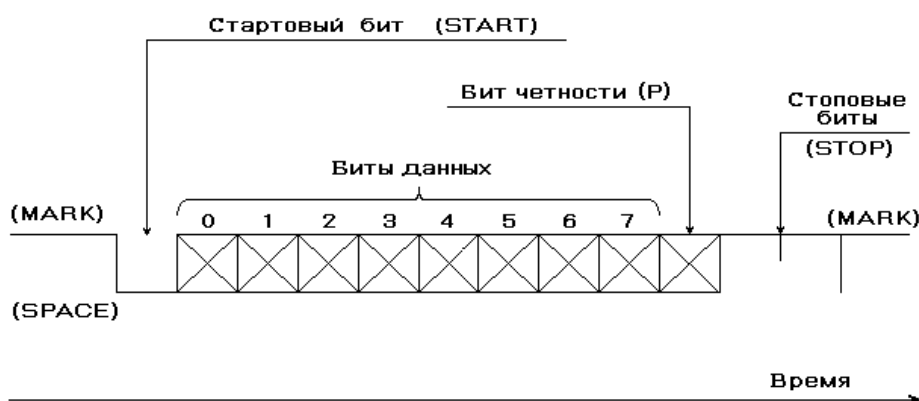 Стартовый бит (START)
Бит четности (P)
Стоповые
биты
(STOP)
Биты данных
(MARK)
0 1 2 3 4 5 6 7
(MARK)
(SPACE)
Время